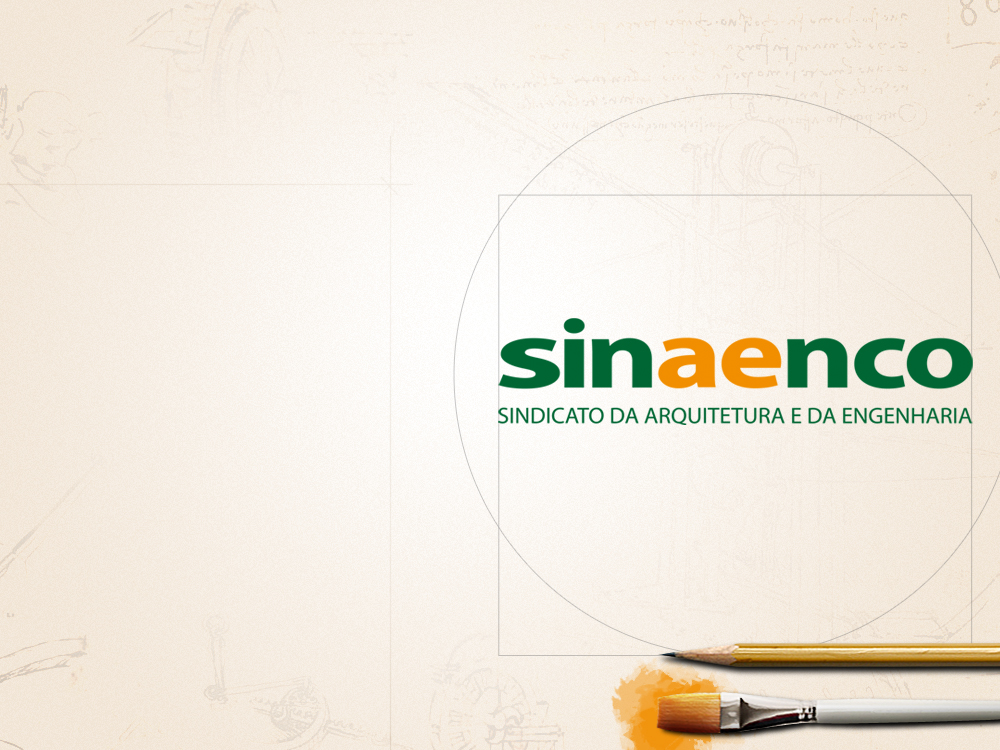 sinaenco
SINDICATO DA ARQUITETURA E DA ENGENHARIA